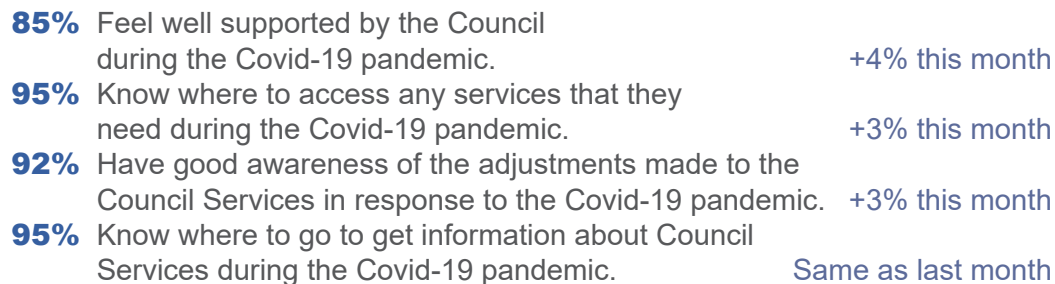 85% Feel well supported by the Council
during the Covid-19 pandemic. +4% this month
95% Know where to access any services that they
need during the Covid-19 pandemic. +3% this month
92% Have good awareness of the adjustments made to the
Council Services in response to the Covid-19 pandemic. +3% this month
95% Know where to go to get information about Council
Services during the Covid-19 pandemic. Same as last month